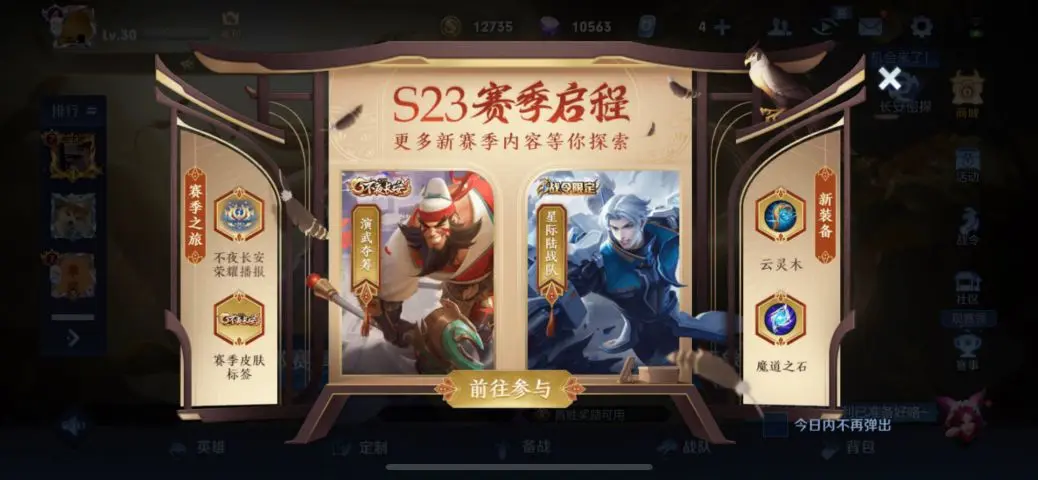 Lv.30
12735
10563
4
排行
S23赛季启程
更多新赛季内容等你探索
赛季之旅
不夜长安
荣耀播报
不夜长安
赛季皮肤
标签
不夜长安
演武夺筹
战令限定
星际陆战队
新装备
云灵木
魔道之石
前往参与
今日内不再弹出
商城
活动
战令
社区
赛事
英雄
定制
备战
战队
背包